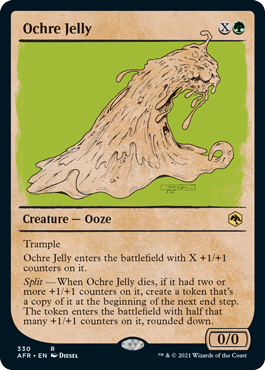 Ochre Jelly X
Creature — Ooze
Trample
Ochre Jelly enters the battlefield with X +1/+1
counters on it.
Split — When Ochre Jelly dies, if it had two or
more +1/+1 counters on it, create a token that's
a copy of it at the beginning of the next end step.
The token enters the battlefield with half that
many +1/+1 counters on it, rounded down.
0/0
330 R
AFR • EN DIESEL ™ & © 2021 Wizards of the Coast